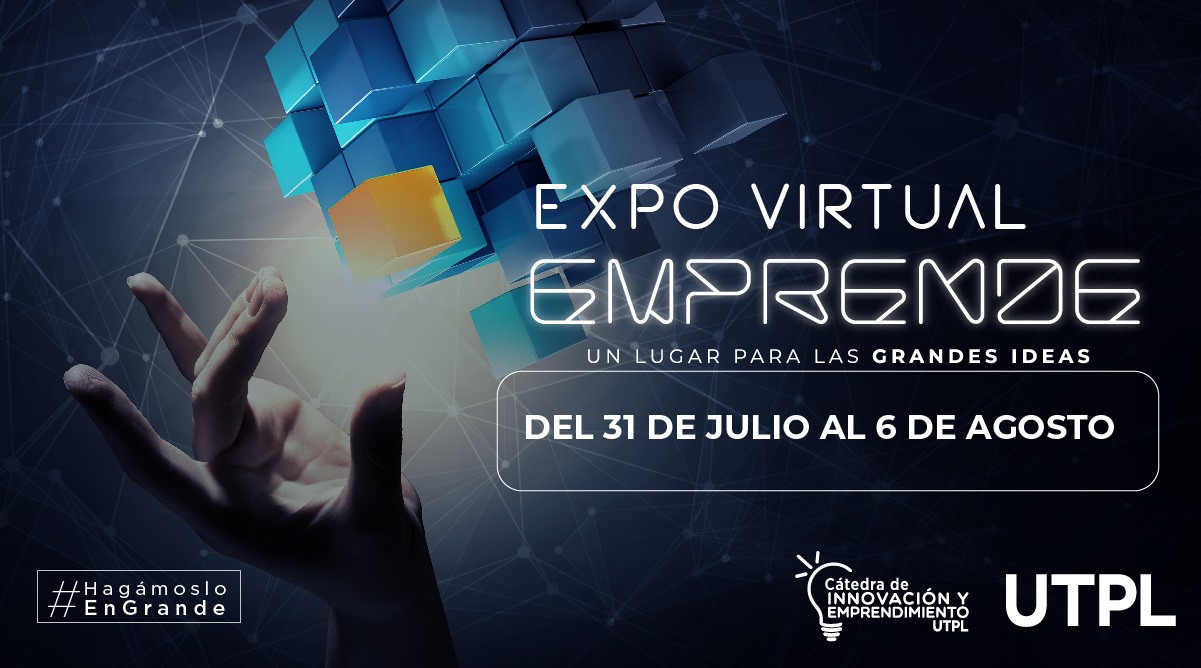 EXPO VIRTUAL
EMPRENDE
UN LUGAR PARA LAS GRANDES IDEAS
DEL 31 DE JULIO AL 6 DE AGOSTO
#Hagámoslo
EnGrande
Cátedra de
INNOVACIÓN Y
EMPRENDIMIENTO
UTPL
UTPL